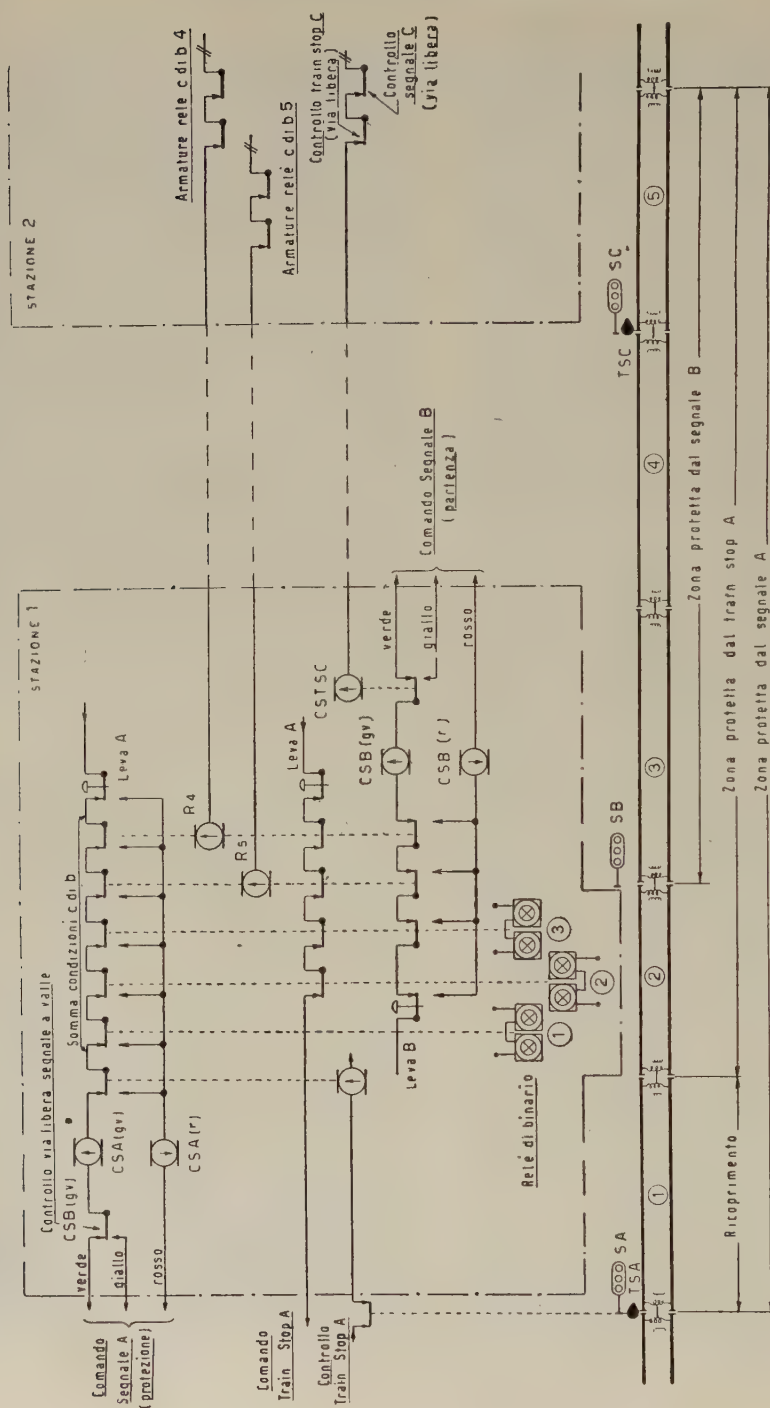 STAZIONE 2
Armature relé c di b 4
Armature relé c di b 5
Controllo train stop C
(via libera)
Controllo
segnale C
(via libera)
STAZIONE 1
Controllo via libera segnale a valle
Somma condizioni C di b
Leva A
CSB(gv)
CSA(gv)
CSA(r)
verde
giallo
rosso
Comando
Segnale A
(protezione)
R4
R5
Leva A
Comando
Train Stop A
Controllo
Train Stop A
CSTSC
CSB(gv)
CSB(r)
verde
giallo
rosso
Comando Segnale B
(partenza)
Leva B
Relé di binario
1
2
3
SA
TSA
SB
TSC
SC
1
2
3
4
5
Ricoprimento
Zona protetta dal segnale B
Zona protetta dal train stop A
Zona protetta dal segnale A